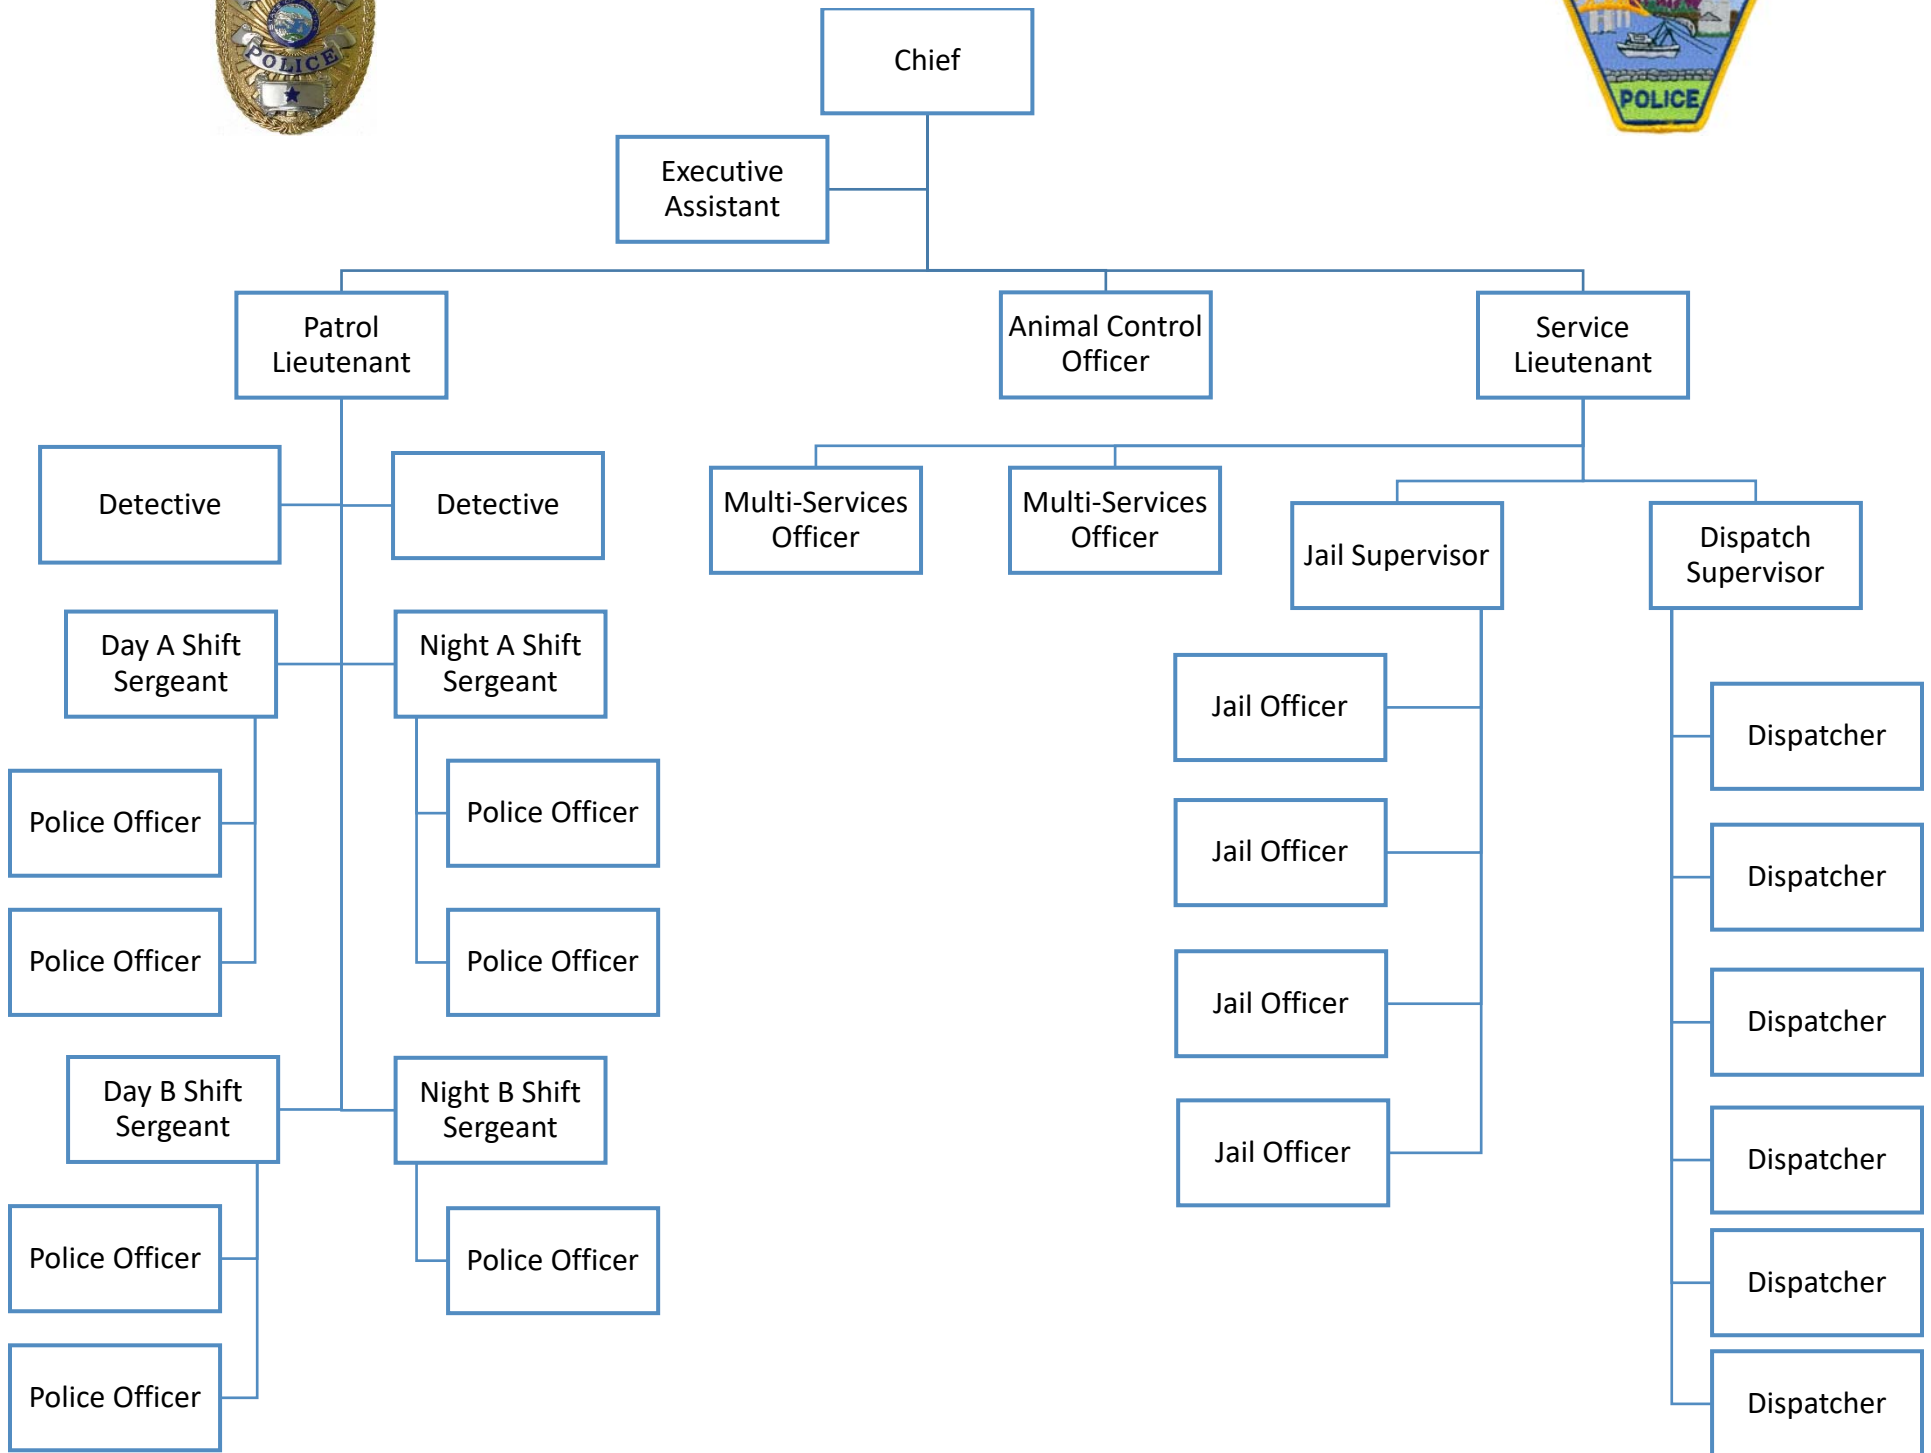 POLICE
POLICE
Chief
Executive
Assistant
Patrol
Lieutenant
Animal Control
Officer
Service
Lieutenant
Detective
Detective
Multi-Services
Officer
Multi-Services
Officer
Jail Supervisor
Dispatch
Supervisor
Day A Shift
Sergeant
Night A Shift
Sergeant
Police Officer
Police Officer
Police Officer
Police Officer
Day B Shift
Sergeant
Night B Shift
Sergeant
Police Officer
Police Officer
Police Officer
Jail Officer
Jail Officer
Jail Officer
Jail Officer
Dispatcher
Dispatcher
Dispatcher
Dispatcher
Dispatcher
Dispatcher